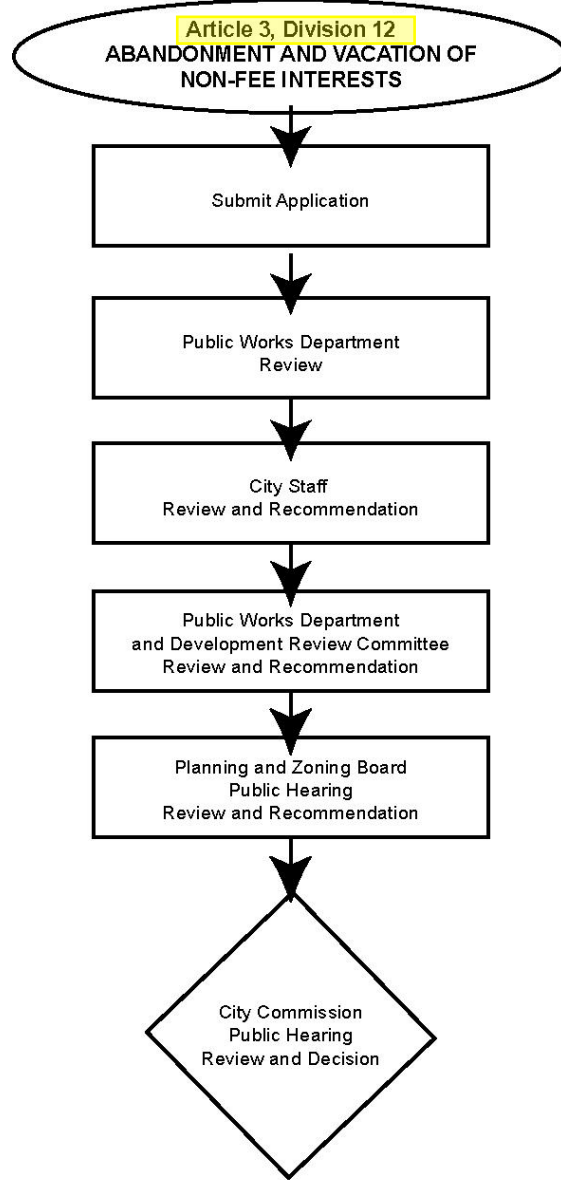 Article 3, Division 12
ABANDONMENT AND VACATION OF
NON-FEE INTERESTS
Submit Application
Public Works Department
Review
City Staff
Review and Recommendation
Public Works Department
and Development Review Committee
Review and Recommendation
Planning and Zoning Board
Public Hearing
Review and Recommendation
City Commission
Public Hearing
Review and Decision